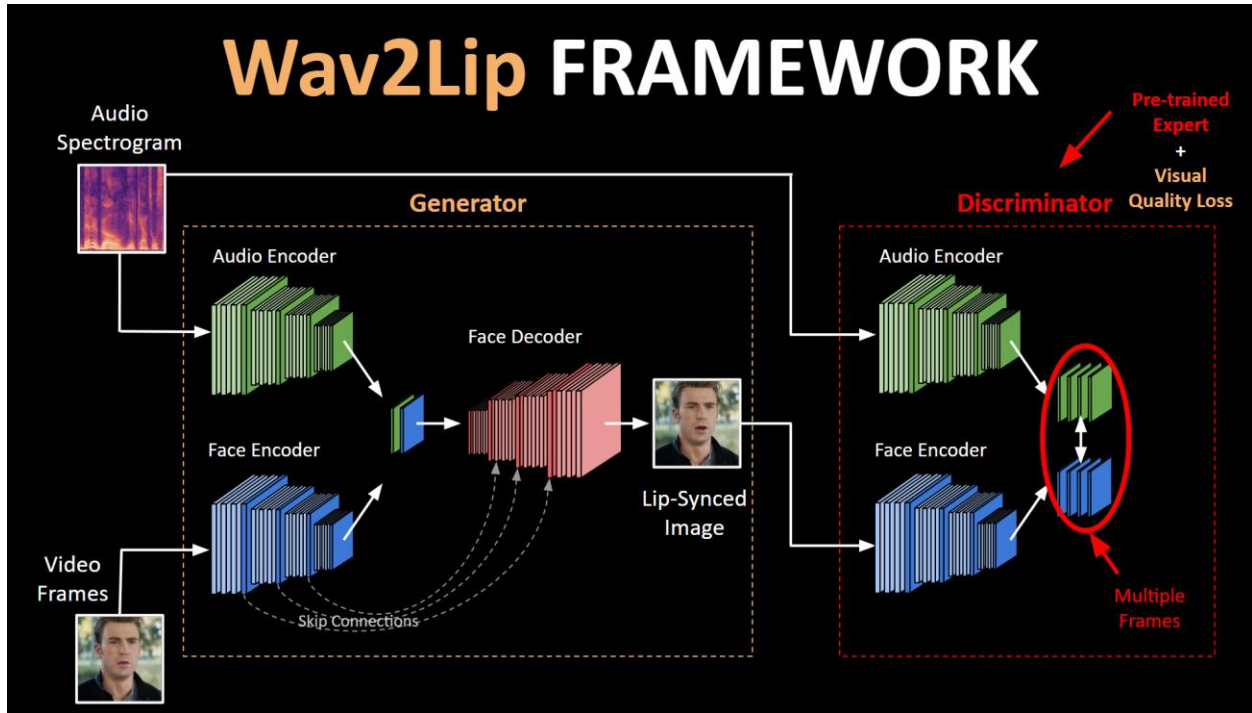 Wav2Lip FRAMEWORK
Audio
Spectrogram
Pre-trained
Expert
+
Visual
Quality Loss
Generator
Discriminator
Audio Encoder
Audio Encoder
Face Decoder
Face Encoder
Face Encoder
Lip-Synced
Image
Video
Frames
Skip Connections
Multiple
Frames